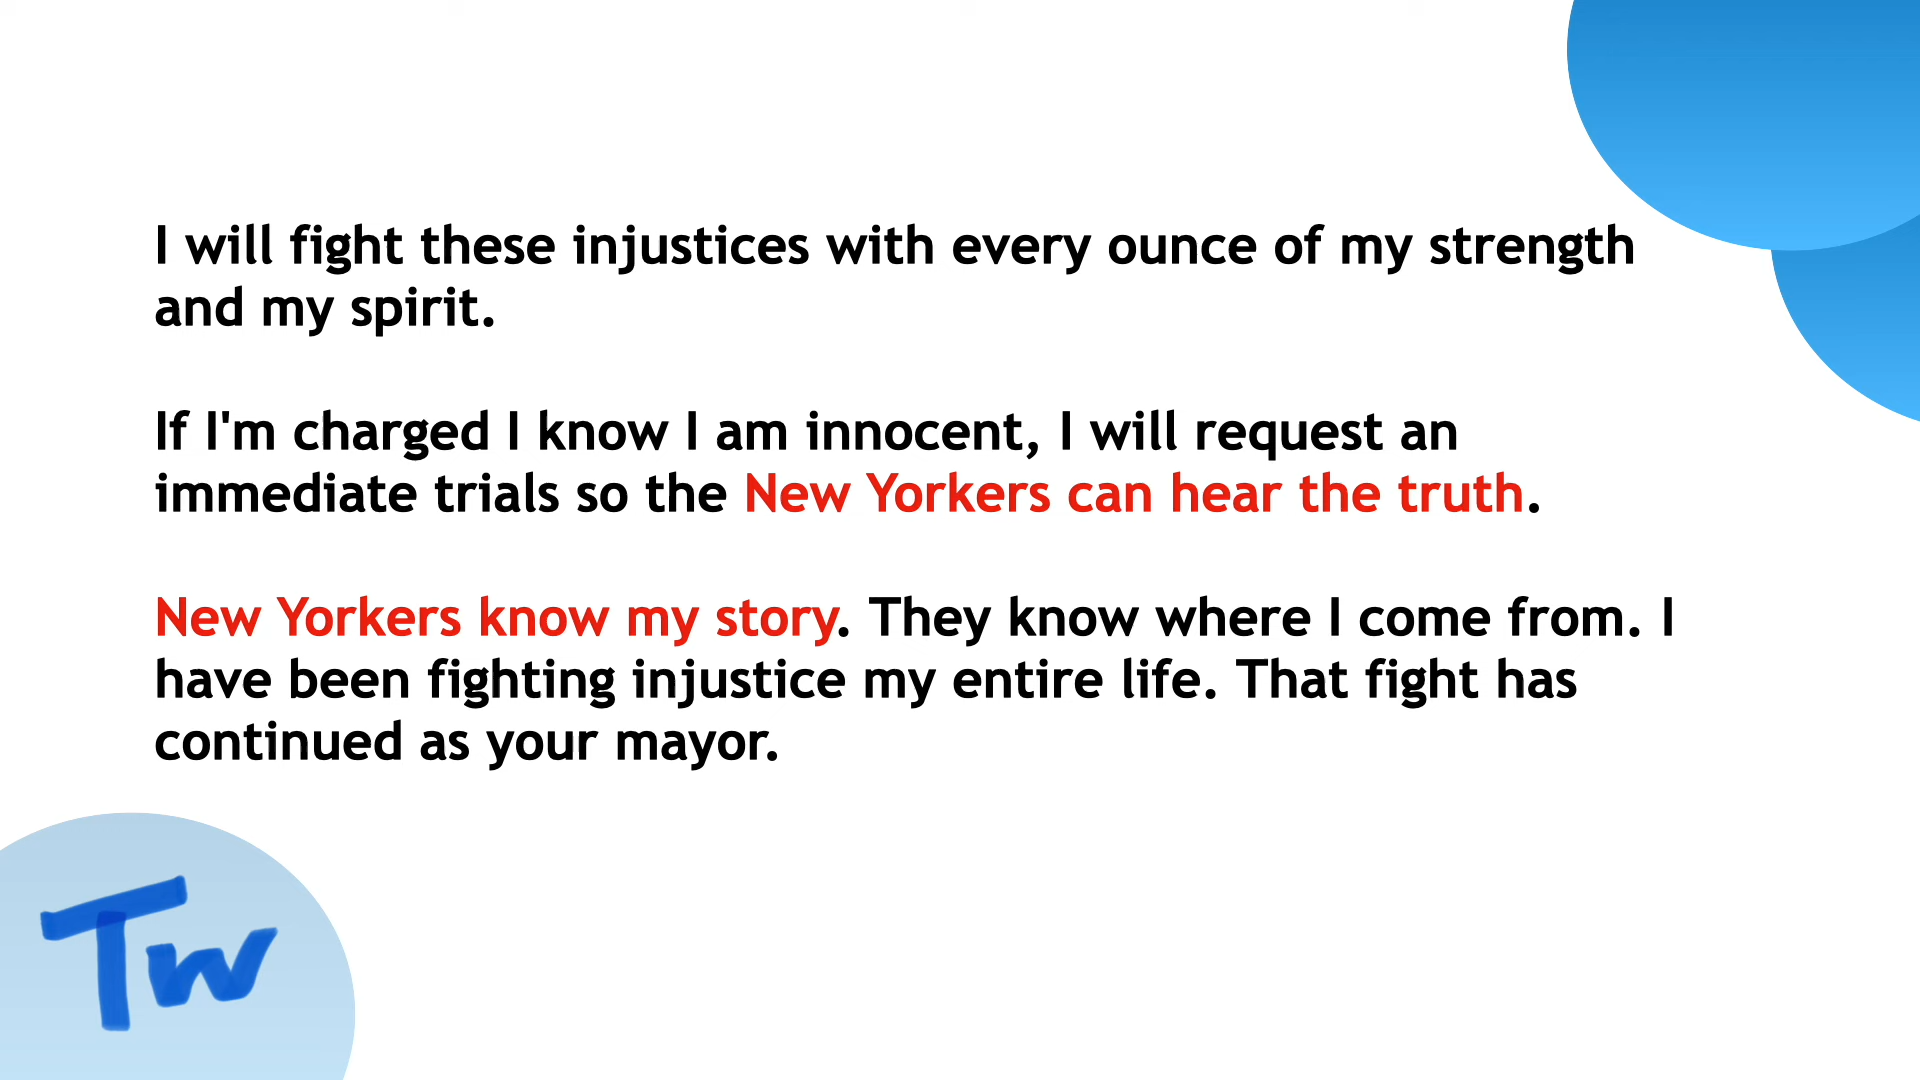 I will fight these injustices with every ounce of my strength
and my spirit.
If I'm charged I know I am innocent, I will request an
immediate trials so the New Yorkers can hear the truth.
New Yorkers know my story. They know where I come from. I
have been fighting injustice my entire life. That fight has
continued as your mayor.
Tw